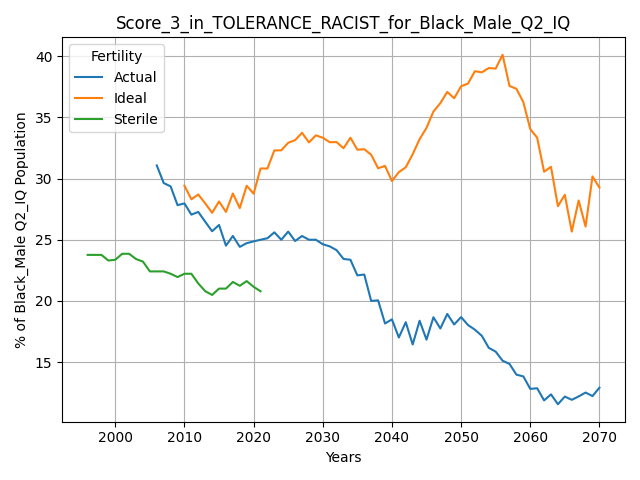 Score_3_in_TOLERANCE_RACIST_for_Black_Male_Q2_IQ
Fertility
Actual
Ideal
Sterile
% of Black_Male Q2_IQ Population
40
35
30
25
20
15
2000 2010 2020 2030 2040 2050 2060 2070
Years